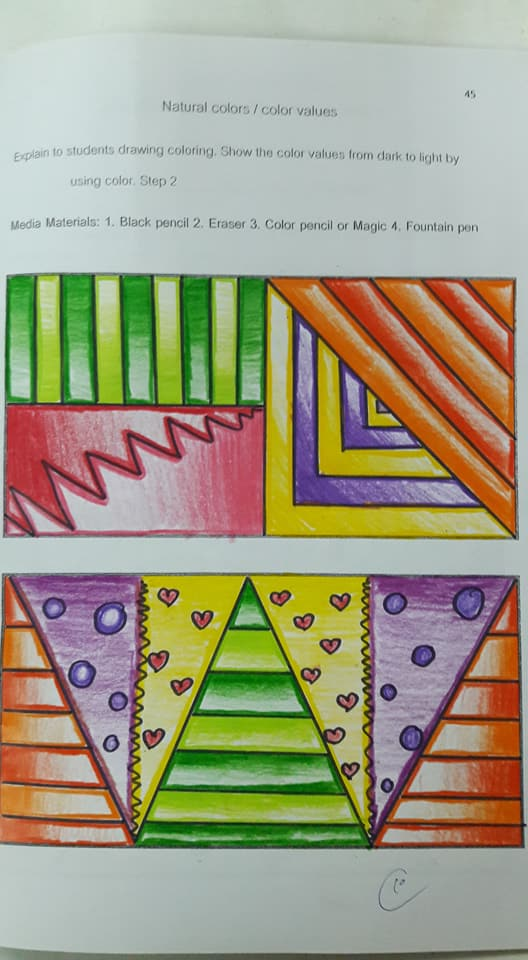 45
Natural colors / color values
Explain to students drawing coloring. Show the color values from dark to light by
using color. Step 2
Media Materials: 1. Black pencil 2. Eraser 3. Color pencil or Magic 4. Fountain pen
10